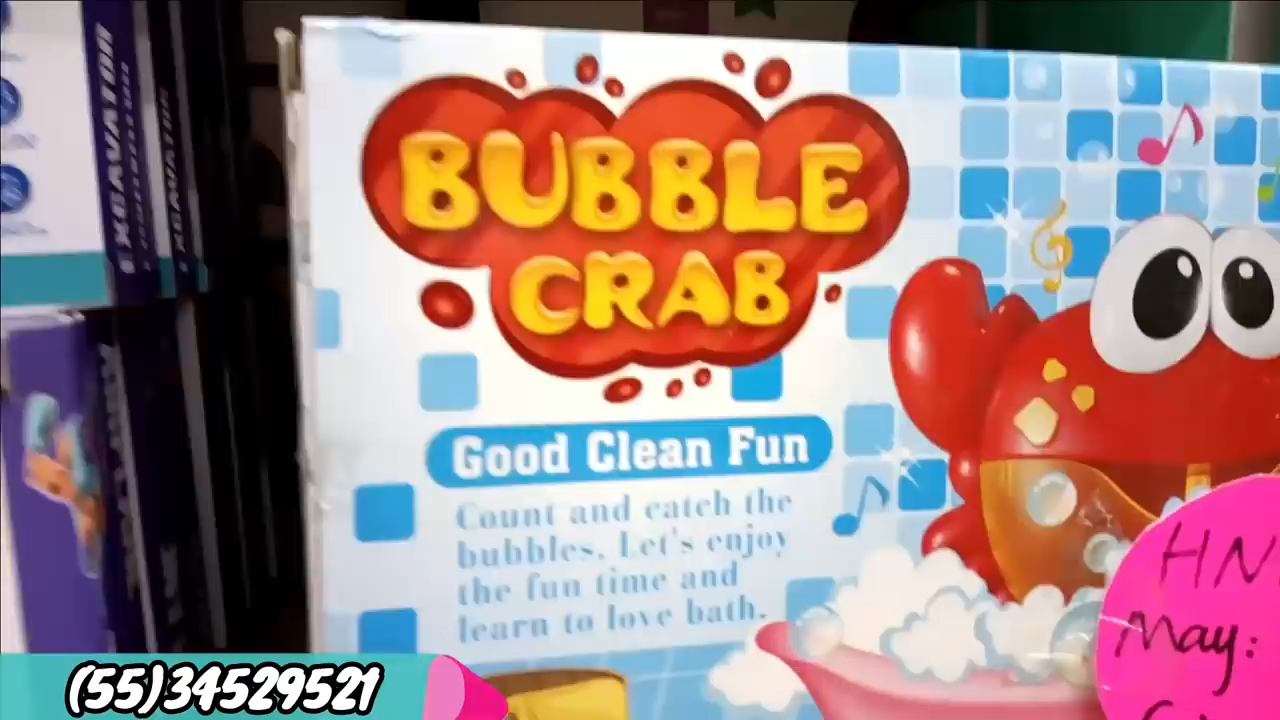 BUBBLE
CRAB
Good Clean Fun
Count and catch the
bubbles. Let's enjoy
the fun time and
learn to love bath.
HN
May:
(55)34529521